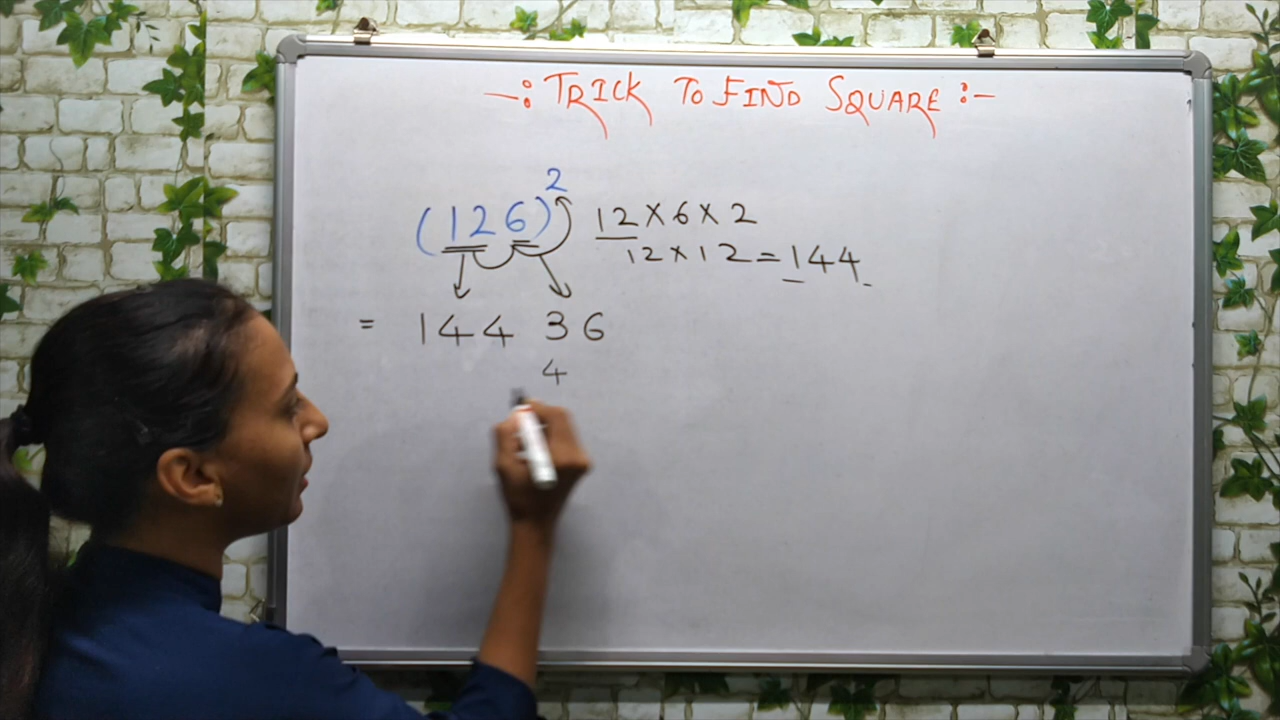 -: TRICK TO FIND SQUARE :-
(126)² 12×6×2
12×12=144
= 144 36
4